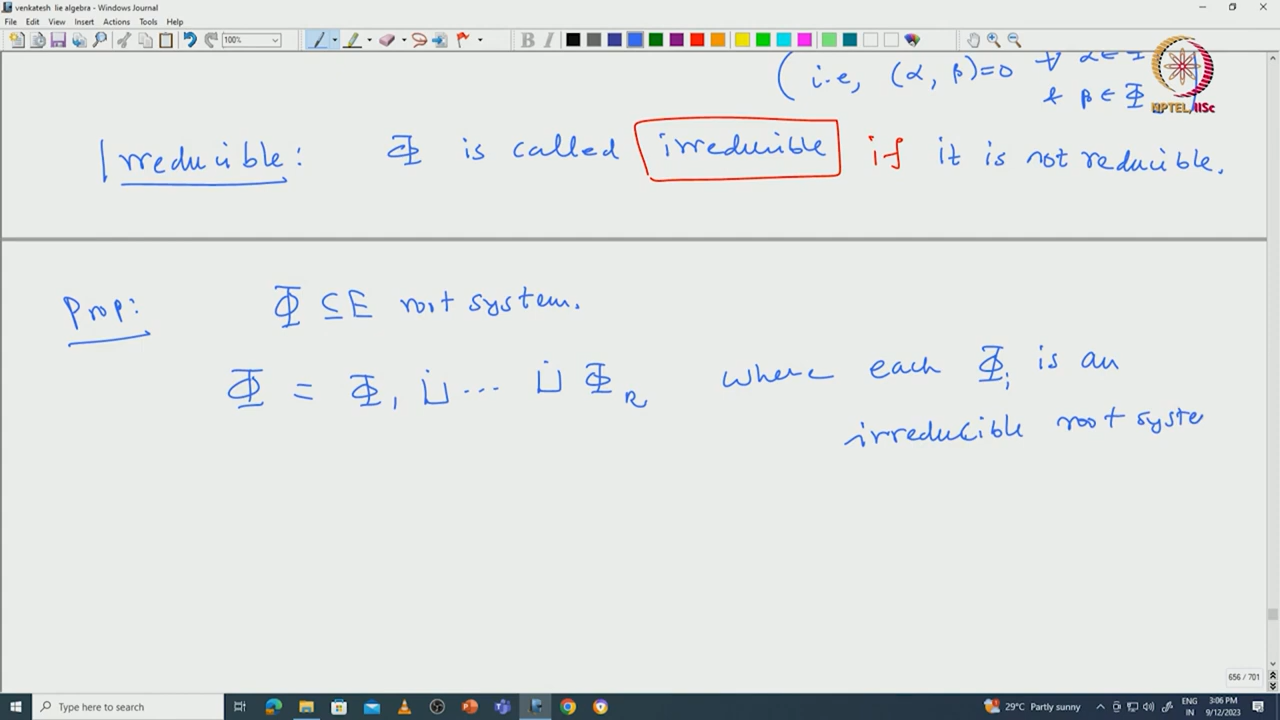 venkatesh lie algebra - Windows Journal
File Edit View Insert Actions Tools Help
100%
B I
(i.e, (α, β)=0 ∀ α∈
& β∈ Φ
NPTEL, IISc
Irreducible: Φ is called irreducible if it is not reducible.
Prop: Φ ⊆ E root system.
Φ = Φ₁ ⊔̇ ... ⊔̇ Φ_k where each Φᵢ is an
irreducible root syste
656 / 701
Type here to search
29°C Partly sunny
ENG
IN
3:06 PM
9/12/2023